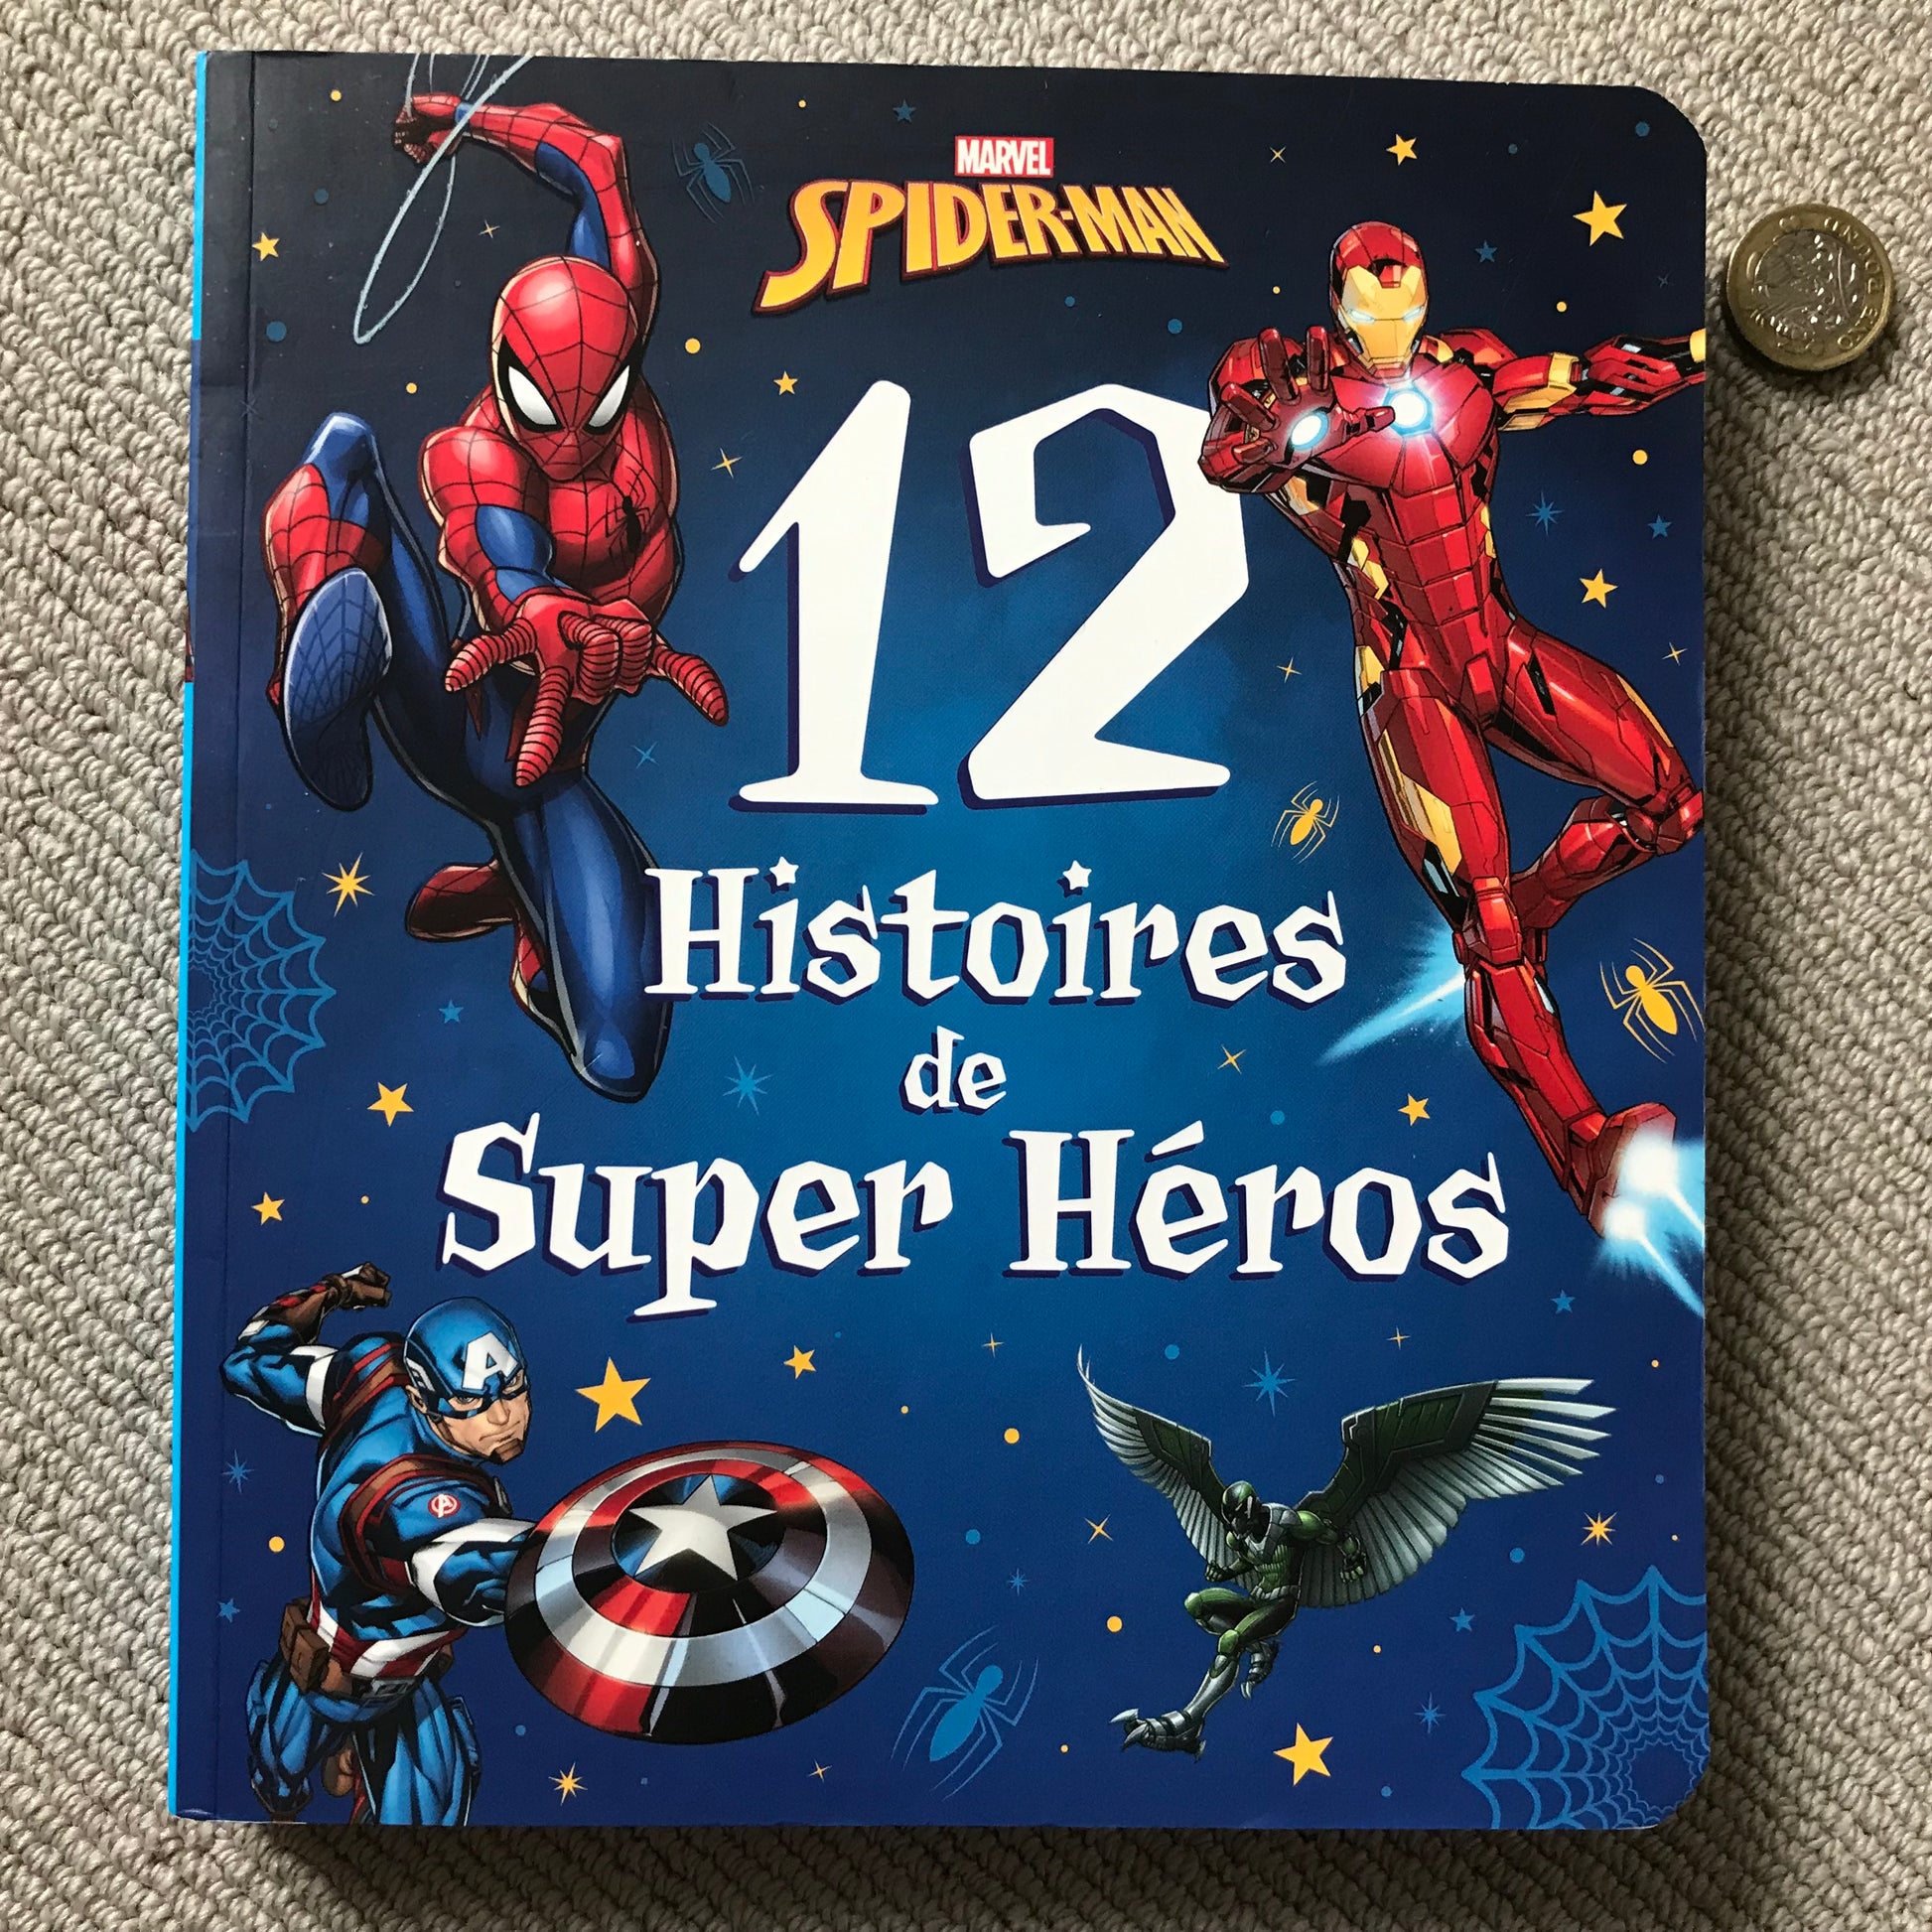 MARVEL
SPIDER-MAN
12
Histoires
de
Super Héros
A
A